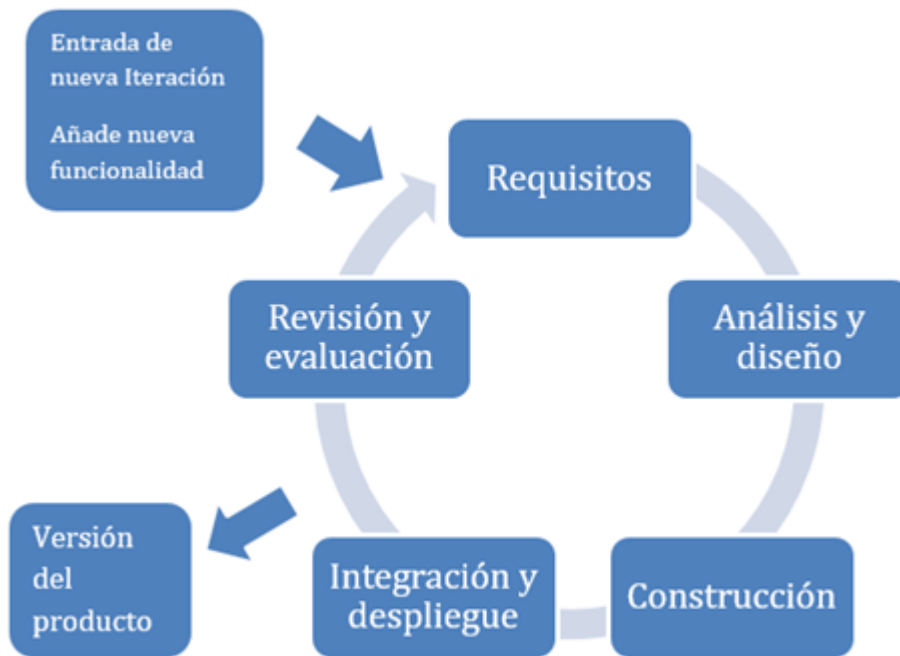 Entrada de
nueva Iteración
Añade nueva
funcionalidad
Requisitos
Análisis y
diseño
Construcción
Integración y
despliegue
Revisión y
evaluación
Versión
del
producto